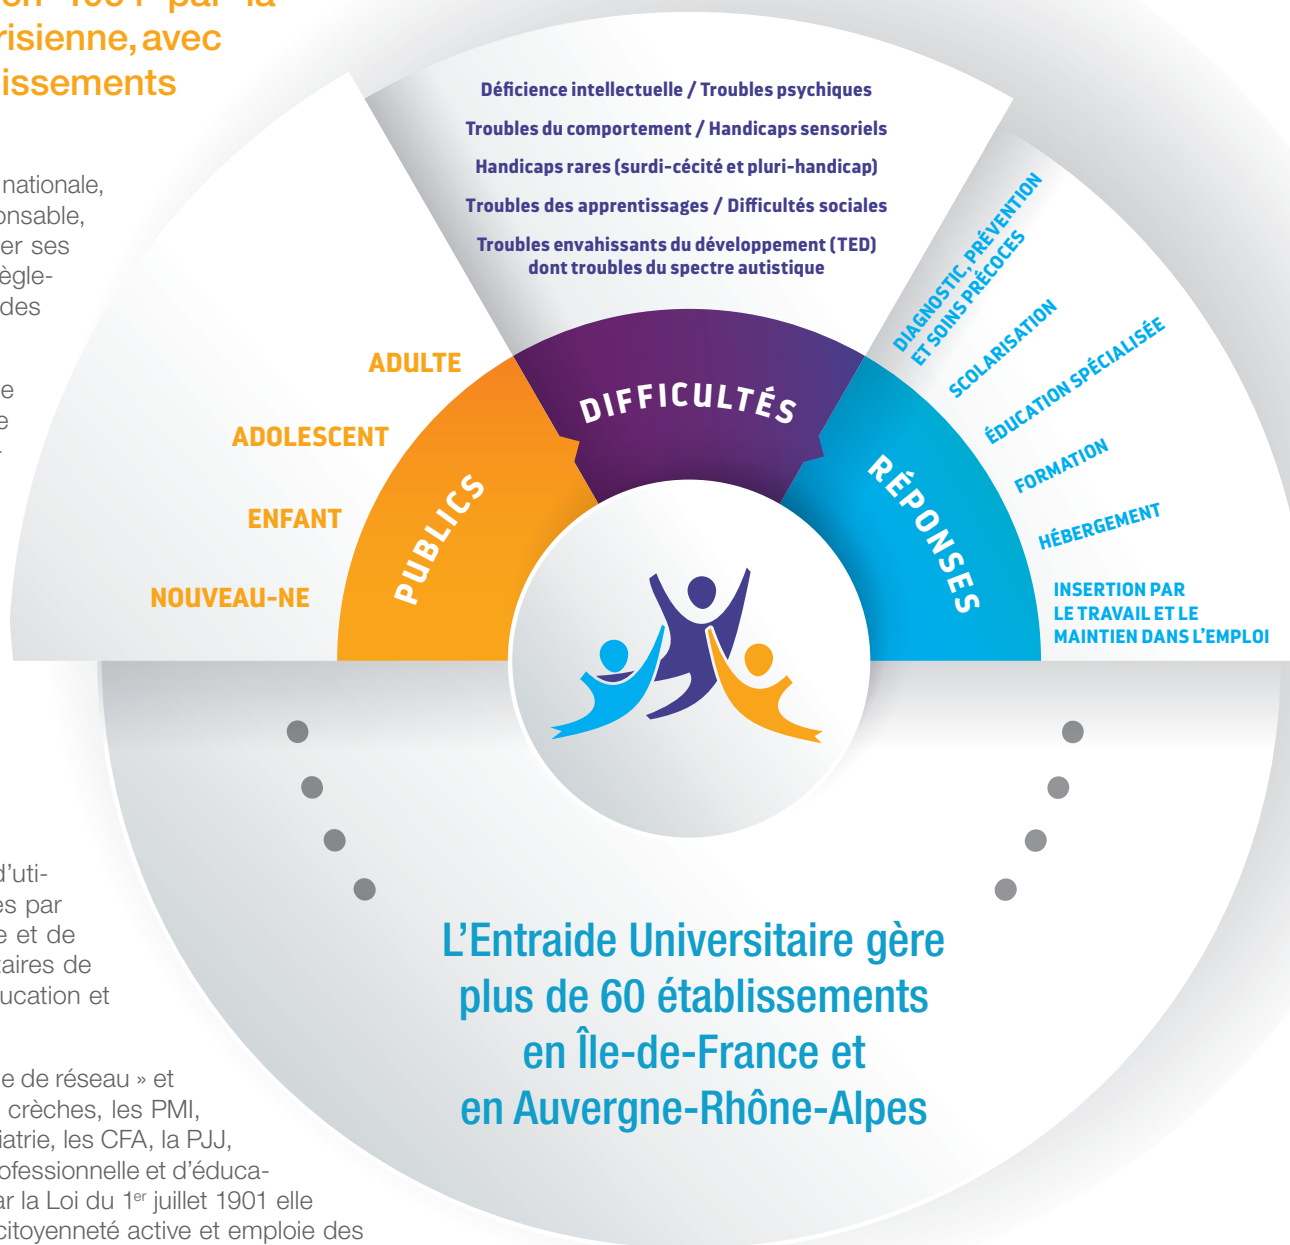 par la
risienne, avec
lissements
nationale,
onsable,
er ses
ègle-
des
e
e
-
d’uti-
es par
e et de
taires de
ucation et
e de réseau » et
crèches, les PMI,
iatrie, les CFA, la PJJ,
ofessionnelle et d’éduca-
ar la Loi du 1er juillet 1901 elle
citoyenneté active et emploie des
PUBLICS
ADULTE
ADOLESCENT
ENFANT
NOUVEAU-NE
DIFFICULTÉS
Déficience intellectuelle / Troubles psychiques
Troubles du comportement / Handicaps sensoriels
Handicaps rares (surdi-cécité et pluri-handicap)
Troubles des apprentissages / Difficultés sociales
Troubles envahissants du développement (TED)
dont troubles du spectre autistique
RÉPONSES
DIAGNOSTIC, PRÉVENTION
ET SOINS PRÉCOCES
SCOLARISATION
ÉDUCATION SPÉCIALISÉE
FORMATION
HÉBERGEMENT
INSERTION PAR
LE TRAVAIL ET LE
MAINTIEN DANS L’EMPLOI
L’Entraide Universitaire gère
plus de 60 établissements
en Île-de-France et
en Auvergne-Rhône-Alpes